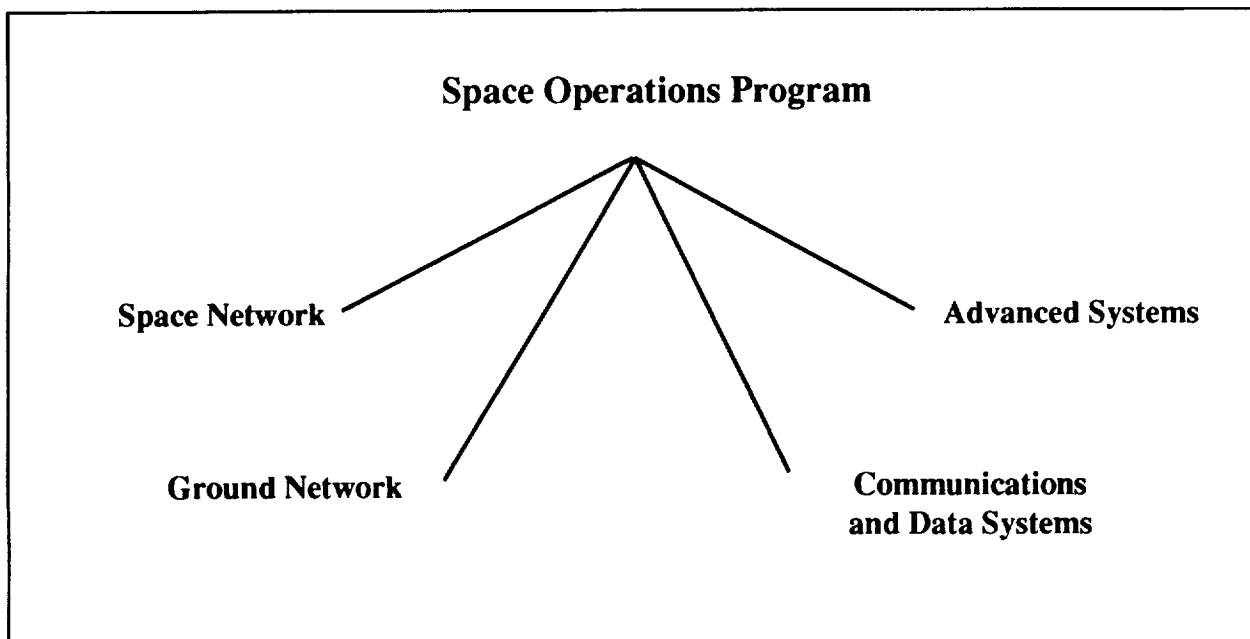 Space Operations Program
Space Network
Advanced Systems
Ground Network
Communications
and Data Systems